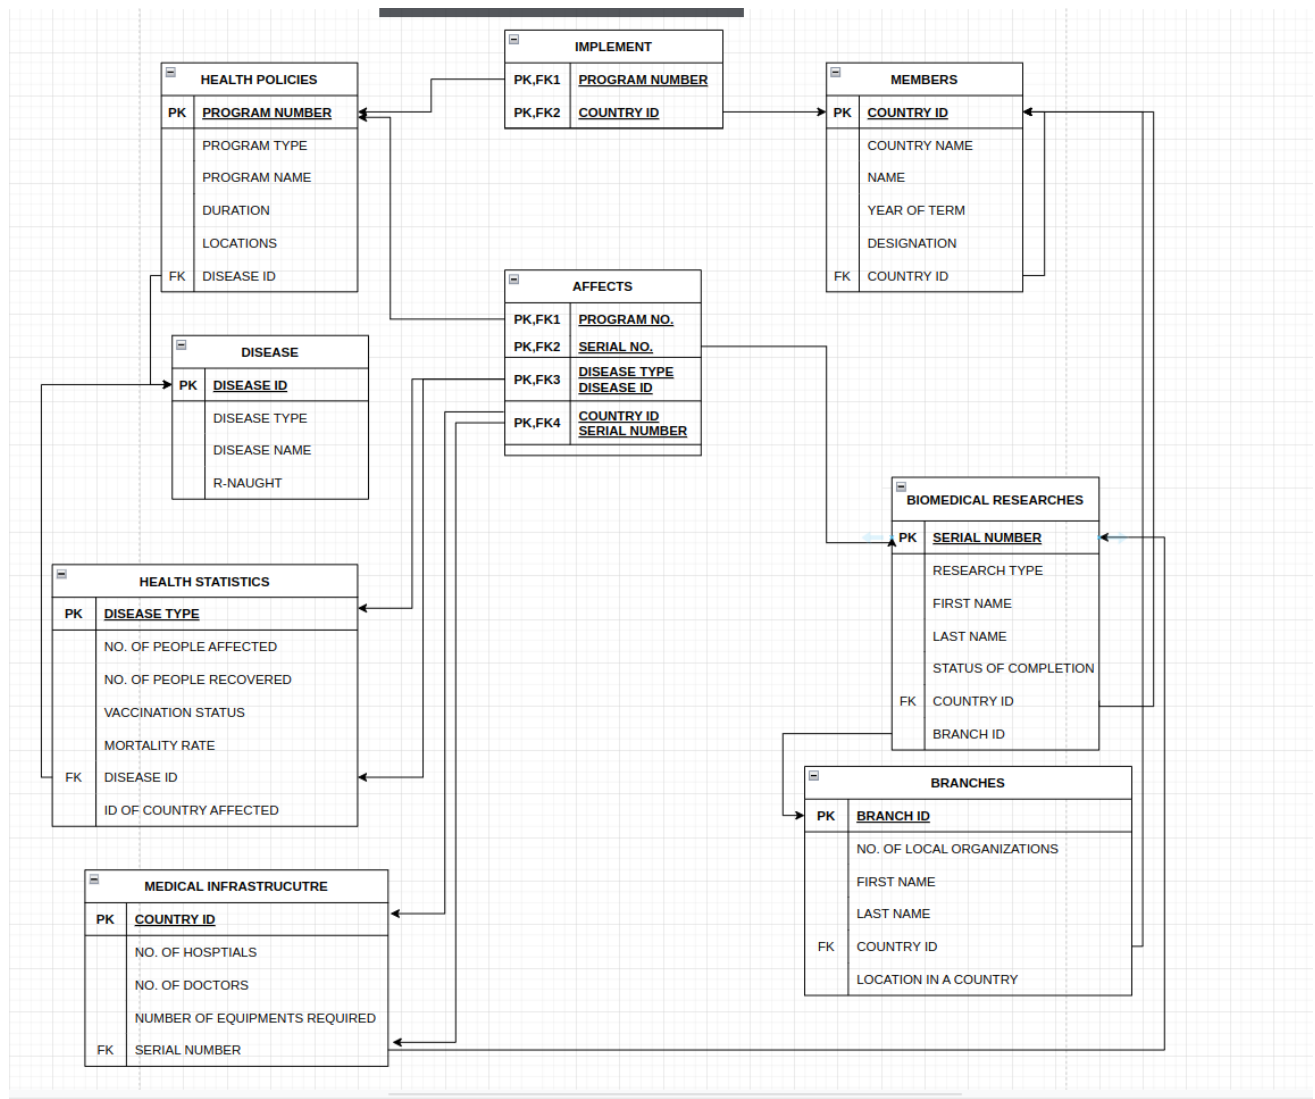 IMPLEMENT
PK,FK1 PROGRAM NUMBER
PK,FK2 COUNTRY ID
HEALTH POLICIES
PK PROGRAM NUMBER
PROGRAM TYPE
PROGRAM NAME
DURATION
LOCATIONS
FK DISEASE ID
MEMBERS
PK COUNTRY ID
COUNTRY NAME
NAME
YEAR OF TERM
DESIGNATION
FK COUNTRY ID
AFFECTS
PK,FK1 PROGRAM NO.
PK,FK2 SERIAL NO.
PK,FK3 DISEASE TYPE
DISEASE ID
PK,FK4 COUNTRY ID
SERIAL NUMBER
DISEASE
PK DISEASE ID
DISEASE TYPE
DISEASE NAME
R-NAUGHT
BIOMEDICAL RESEARCHES
PK SERIAL NUMBER
RESEARCH TYPE
FIRST NAME
LAST NAME
STATUS OF COMPLETION
FK COUNTRY ID
BRANCH ID
HEALTH STATISTICS
PK DISEASE TYPE
NO. OF PEOPLE AFFECTED
NO. OF PEOPLE RECOVERED
VACCINATION STATUS
MORTALITY RATE
FK DISEASE ID
ID OF COUNTRY AFFECTED
BRANCHES
PK BRANCH ID
NO. OF LOCAL ORGANIZATIONS
FIRST NAME
LAST NAME
FK COUNTRY ID
LOCATION IN A COUNTRY
MEDICAL INFRASTRUCUTRE
PK COUNTRY ID
NO. OF HOSPTIALS
NO. OF DOCTORS
NUMBER OF EQUIPMENTS REQUIRED
FK SERIAL NUMBER